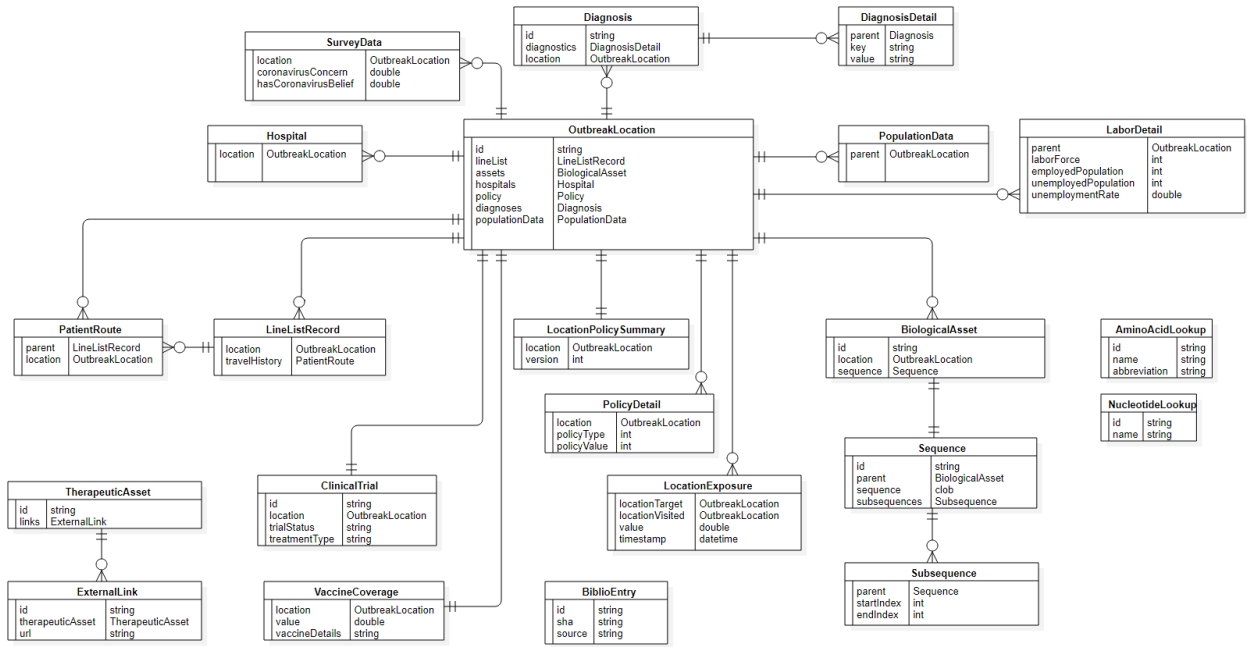 Diagnosis
id string
diagnostics DiagnosisDetail
location OutbreakLocation
DiagnosisDetail
parent Diagnosis
key string
value string
SurveyData
location OutbreakLocation
coronavirusConcern double
hasCoronavirusBelief double
Hospital
location OutbreakLocation
OutbreakLocation
id string
lineList LineListRecord
assets BiologicalAsset
hospitals Hospital
policy Policy
diagnoses Diagnosis
populationData PopulationData
PopulationData
parent OutbreakLocation
LaborDetail
parent OutbreakLocation
laborForce int
employedPopulation int
unemployedPopulation int
unemploymentRate double
PatientRoute
parent LineListRecord
location OutbreakLocation
LineListRecord
location OutbreakLocation
travelHistory PatientRoute
LocationPolicySummary
location OutbreakLocation
version int
BiologicalAsset
id string
location OutbreakLocation
sequence Sequence
AminoAcidLookup
id string
name string
abbreviation string
PolicyDetail
location OutbreakLocation
policyType int
policyValue int
NucleotideLookup
id string
name string
Sequence
id string
parent BiologicalAsset
sequence clob
subsequences Subsequence
TherapeuticAsset
id string
links ExternalLink
ClinicalTrial
id string
location OutbreakLocation
trialStatus string
treatmentType string
LocationExposure
locationTarget OutbreakLocation
locationVisited OutbreakLocation
value double
timestamp datetime
Subsequence
parent Sequence
startIndex int
endIndex int
ExternalLink
id string
therapeuticAsset TherapeuticAsset
url string
VaccineCoverage
location OutbreakLocation
value double
vaccineDetails string
BiblioEntry
id string
sha string
source string